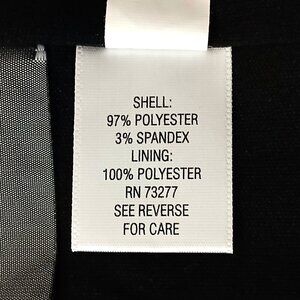 SHELL:
97% POLYESTER
3% SPANDEX
LINING:
100% POLYESTER
RN 73277
SEE REVERSE
FOR CARE